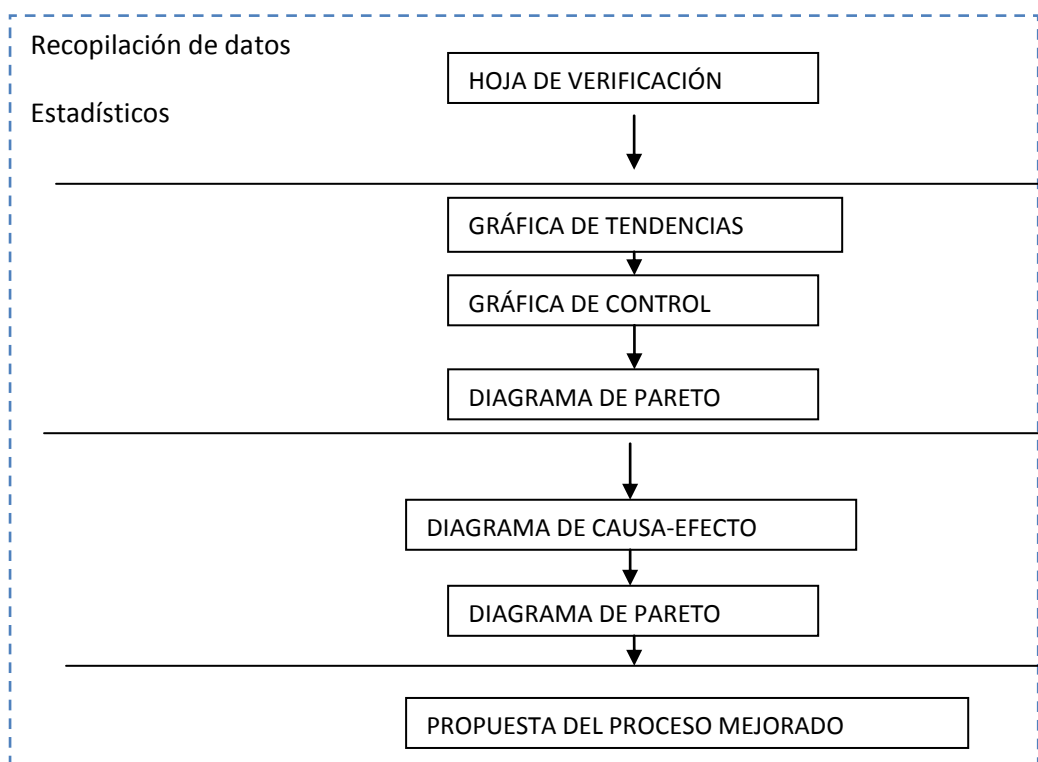 Recopilación de datos
HOJA DE VERIFICACIÓN
Estadísticos
GRÁFICA DE TENDENCIAS
GRÁFICA DE CONTROL
DIAGRAMA DE PARETO
DIAGRAMA DE CAUSA-EFECTO
DIAGRAMA DE PARETO
PROPUESTA DEL PROCESO MEJORADO